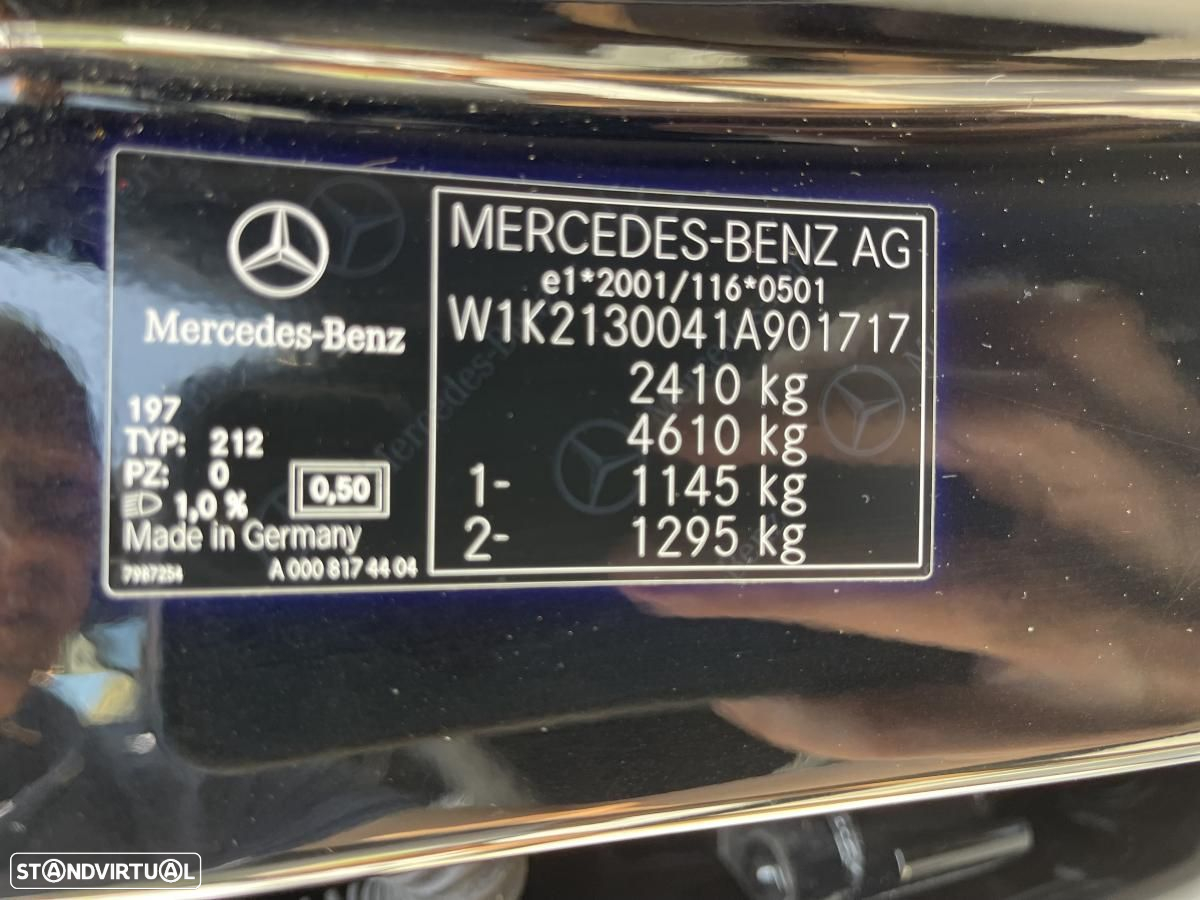 Mercedes-Benz
197
TYP: 212
PZ: 0
1,0 %
0,50
Made in Germany
7987254
A 000 817 44 04
MERCEDES-BENZ AG
e1*2001/116*0501
W1K2130041A901717
2410 kg
4610 kg
1- 1145 kg
2- 1295 kg
STANDVIRTUAL